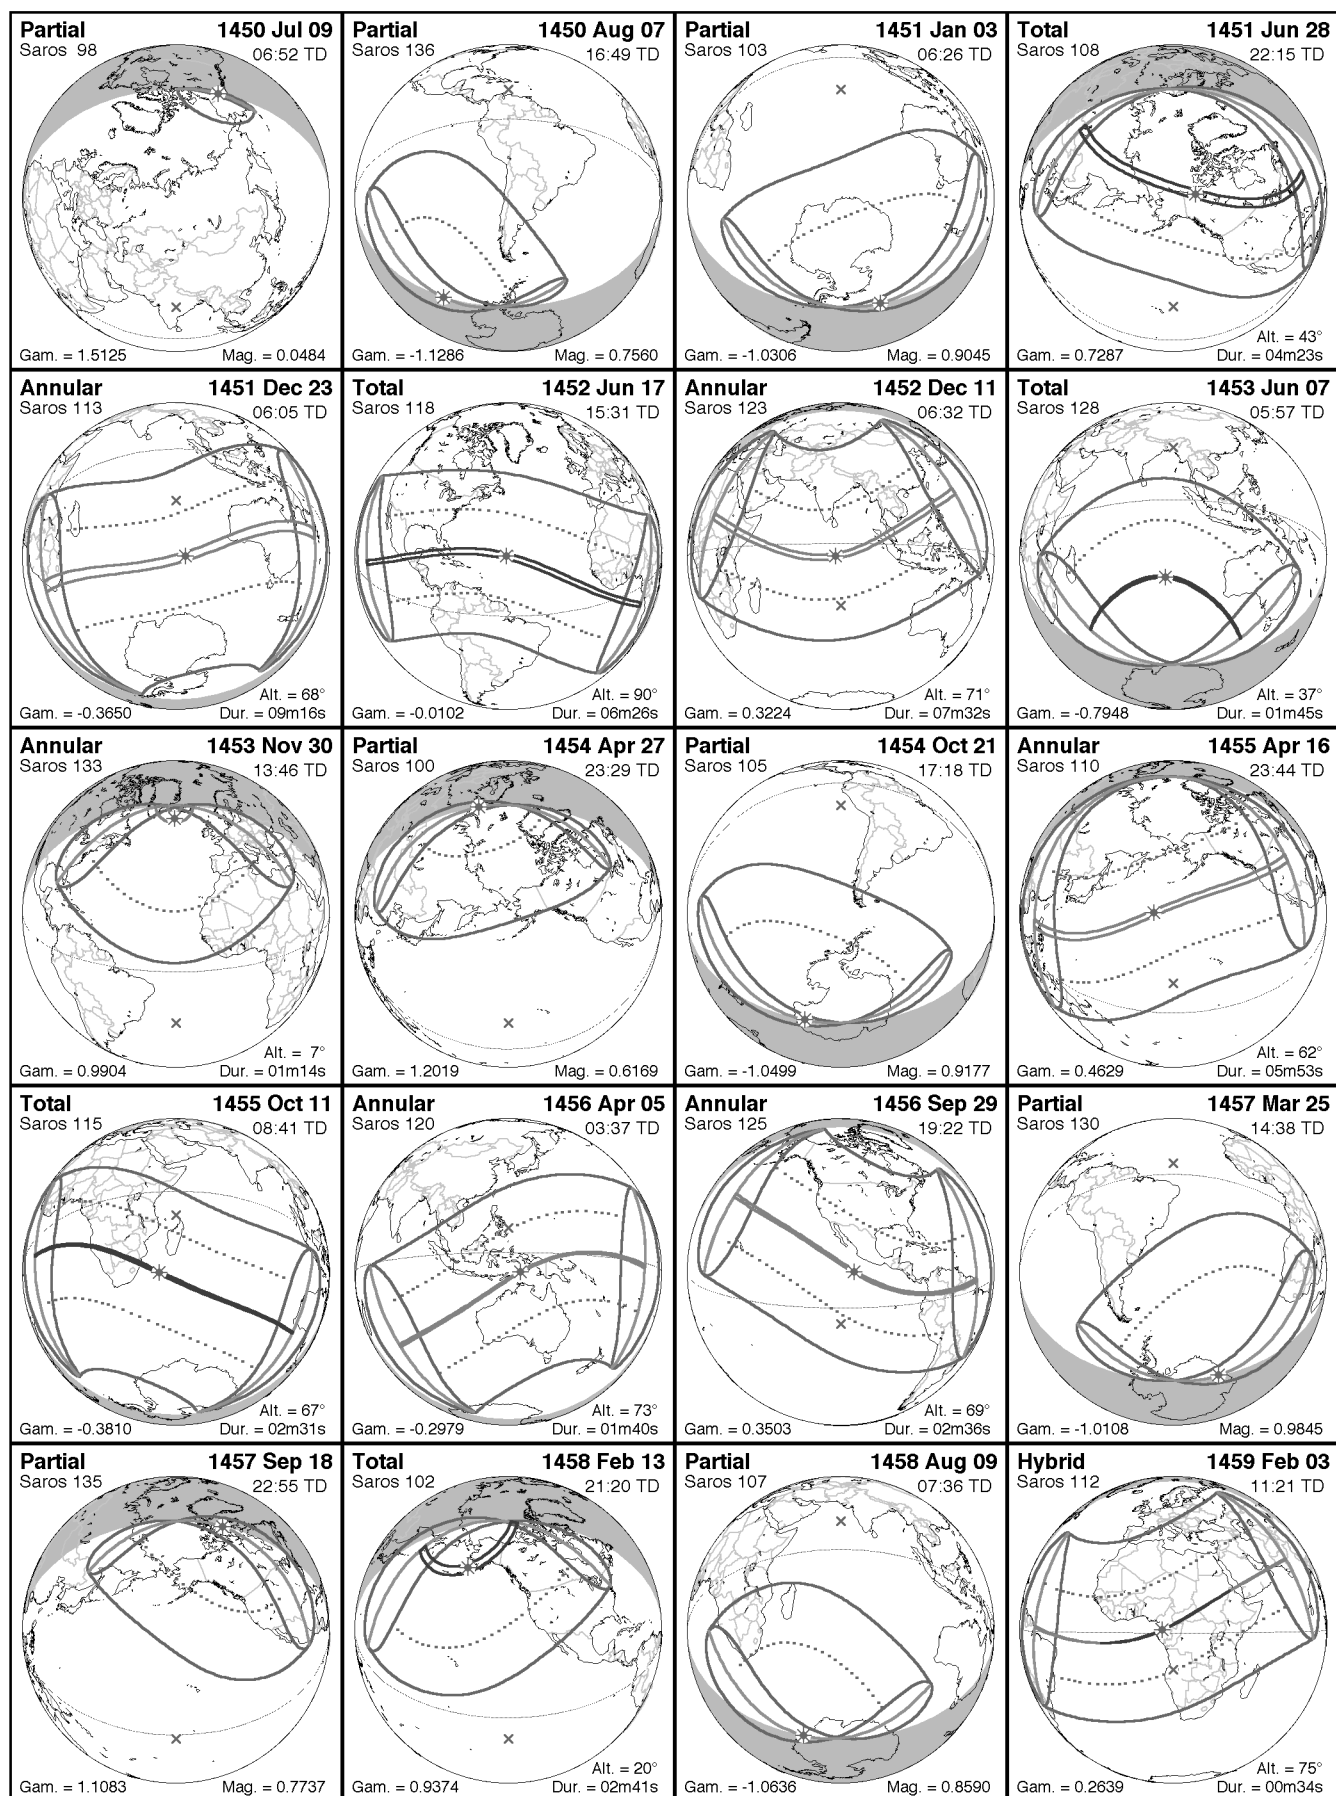 Partial 1450 Jul 09
Saros 98 06:52 TD
Gam. = 1.5125 Mag. = 0.0484
Partial 1450 Aug 07
Saros 136 16:49 TD
Gam. = -1.1286 Mag. = 0.7560
Partial 1451 Jan 03
Saros 103 06:26 TD
Gam. = -1.0306 Mag. = 0.9045
Total 1451 Jun 28
Saros 108 22:15 TD
Alt. = 43°
Gam. = 0.7287 Dur. = 04m23s
Annular 1451 Dec 23
Saros 113 06:05 TD
Alt. = 68°
Gam. = -0.3650 Dur. = 09m16s
Total 1452 Jun 17
Saros 118 15:31 TD
Alt. = 90°
Gam. = -0.0102 Dur. = 06m26s
Annular 1452 Dec 11
Saros 123 06:32 TD
Alt. = 71°
Gam. = 0.3224 Dur. = 07m32s
Total 1453 Jun 07
Saros 128 05:57 TD
Alt. = 37°
Gam. = -0.7948 Dur. = 01m45s
Annular 1453 Nov 30
Saros 133 13:46 TD
Alt. = 7°
Gam. = 0.9904 Dur. = 01m14s
Partial 1454 Apr 27
Saros 100 23:29 TD
Gam. = 1.2019 Mag. = 0.6169
Partial 1454 Oct 21
Saros 105 17:18 TD
Gam. = -1.0499 Mag. = 0.9177
Annular 1455 Apr 16
Saros 110 23:44 TD
Alt. = 62°
Gam. = 0.4629 Dur. = 05m53s
Total 1455 Oct 11
Saros 115 08:41 TD
Alt. = 67°
Gam. = -0.3810 Dur. = 02m31s
Annular 1456 Apr 05
Saros 120 03:37 TD
Alt. = 73°
Gam. = -0.2979 Dur. = 01m40s
Annular 1456 Sep 29
Saros 125 19:22 TD
Alt. = 69°
Gam. = 0.3503 Dur. = 02m36s
Partial 1457 Mar 25
Saros 130 14:38 TD
Gam. = -1.0108 Mag. = 0.9845
Partial 1457 Sep 18
Saros 135 22:55 TD
Gam. = 1.1083 Mag. = 0.7737
Total 1458 Feb 13
Saros 102 21:20 TD
Alt. = 20°
Gam. = 0.9374 Dur. = 02m41s
Partial 1458 Aug 09
Saros 107 07:36 TD
Gam. = -1.0636 Mag. = 0.8590
Hybrid 1459 Feb 03
Saros 112 11:21 TD
Alt. = 75°
Gam. = 0.2639 Dur. = 00m34s